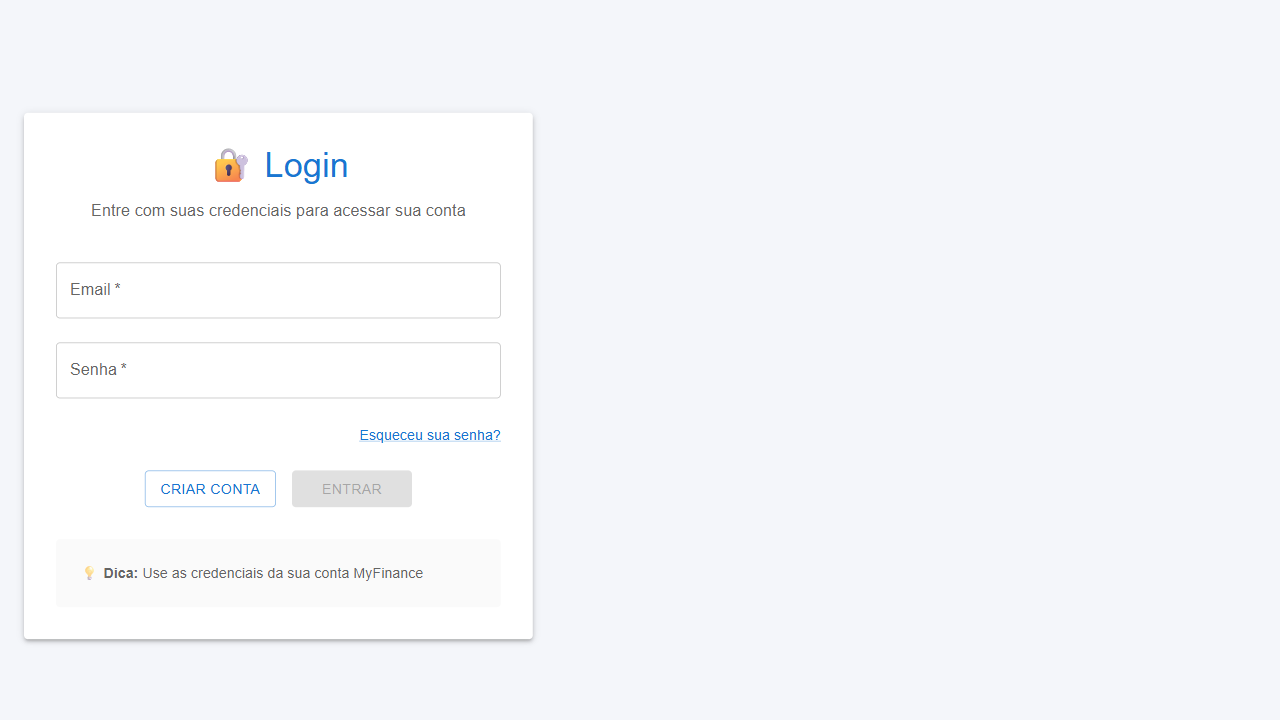 Login
Entre com suas credenciais para acessar sua conta
Email *
Senha *
Esqueceu sua senha?
CRIAR CONTA
ENTRAR
Dica: Use as credenciais da sua conta MyFinance